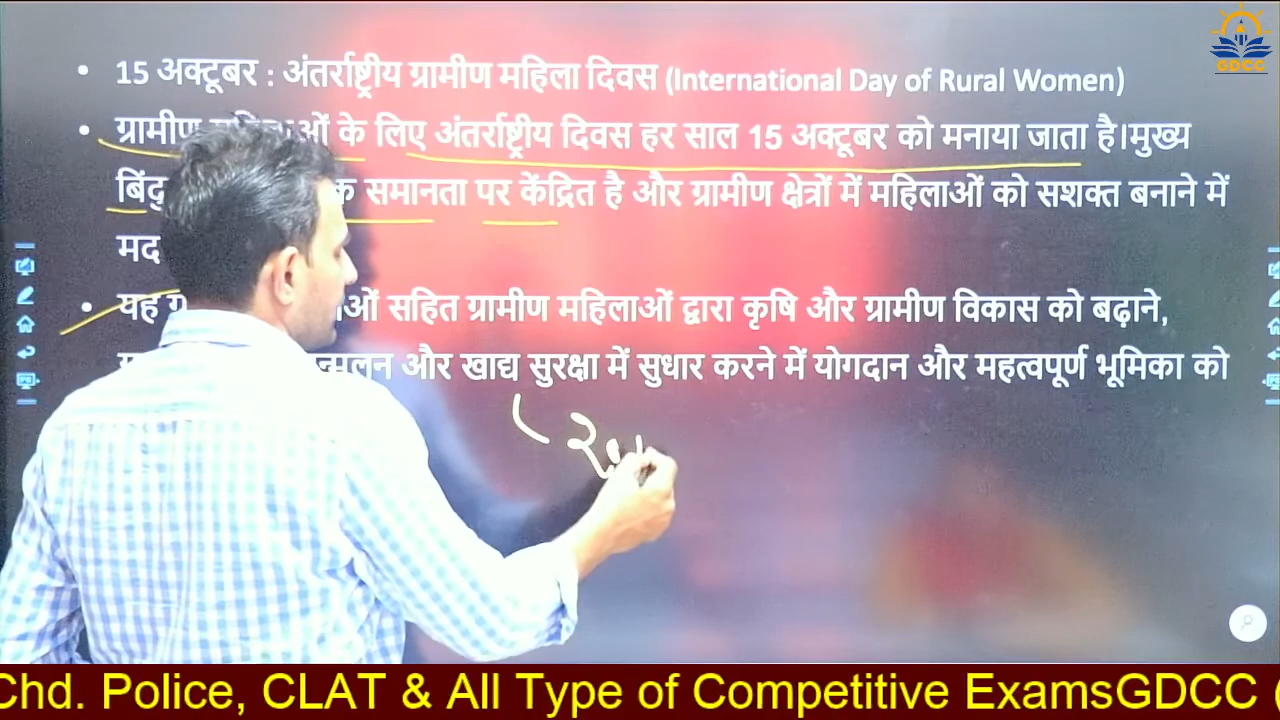 GDCC
• 15 अक्टूबर : अंतर्राष्ट्रीय ग्रामीण महिला दिवस (International Day of Rural Women)
• ग्रामीण के लिए अंतर्राष्ट्रीय दिवस हर साल 15 अक्टूबर को मनाया जाता है।मुख्य
बिंदु समानता पर केंद्रित है और ग्रामीण क्षेत्रों में महिलाओं को सशक्त बनाने में
• यह सहित ग्रामीण महिलाओं द्वारा कृषि और ग्रामीण विकास को बढ़ाने,
और खाद्य सुरक्षा में सुधार करने में योगदान और महत्वपूर्ण भूमिका को
Chd. Police, CLAT & All Type of Competitive ExamsGDCC (